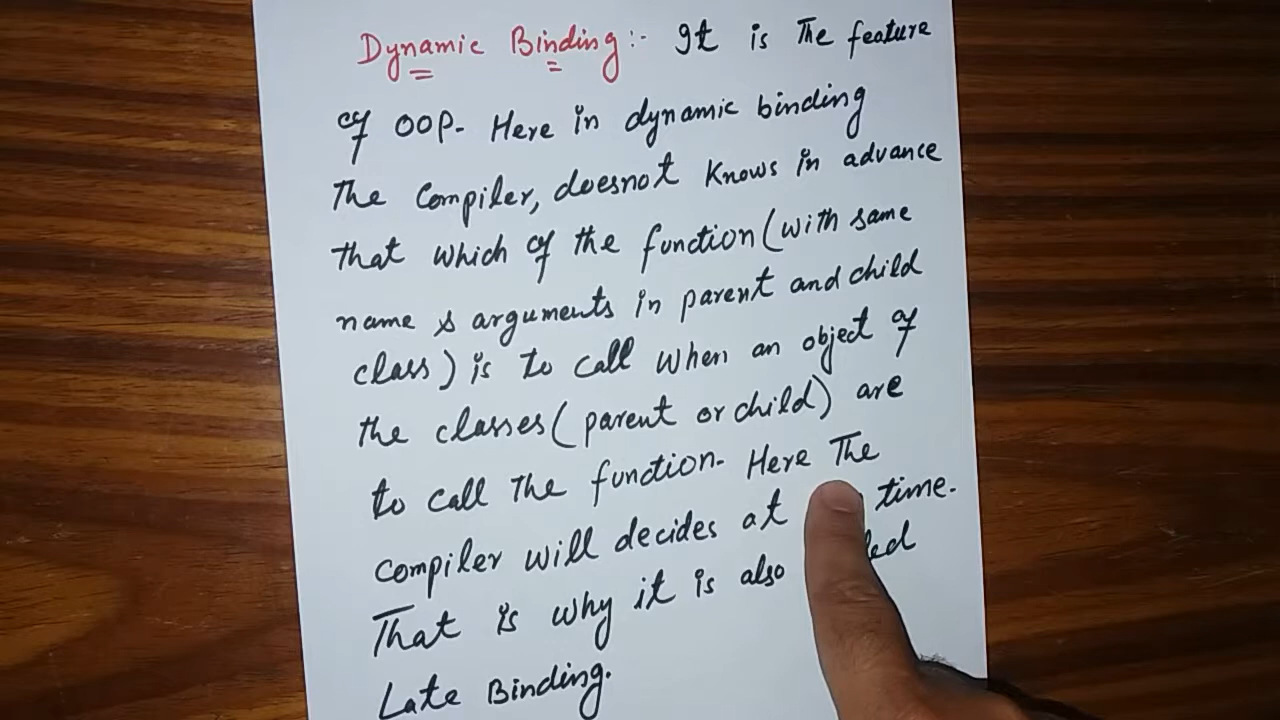 Dynamic Binding:- It is The feature
of OOP- Here in dynamic binding
The Compiler, doesnot Knows in advance
that which of the function (with same
name & arguments in parent and child
class) is to call when an object of
the classes (parent or child) are
to call The function- Here The
compiler will decides at time.
That is why it is also
Late Binding.